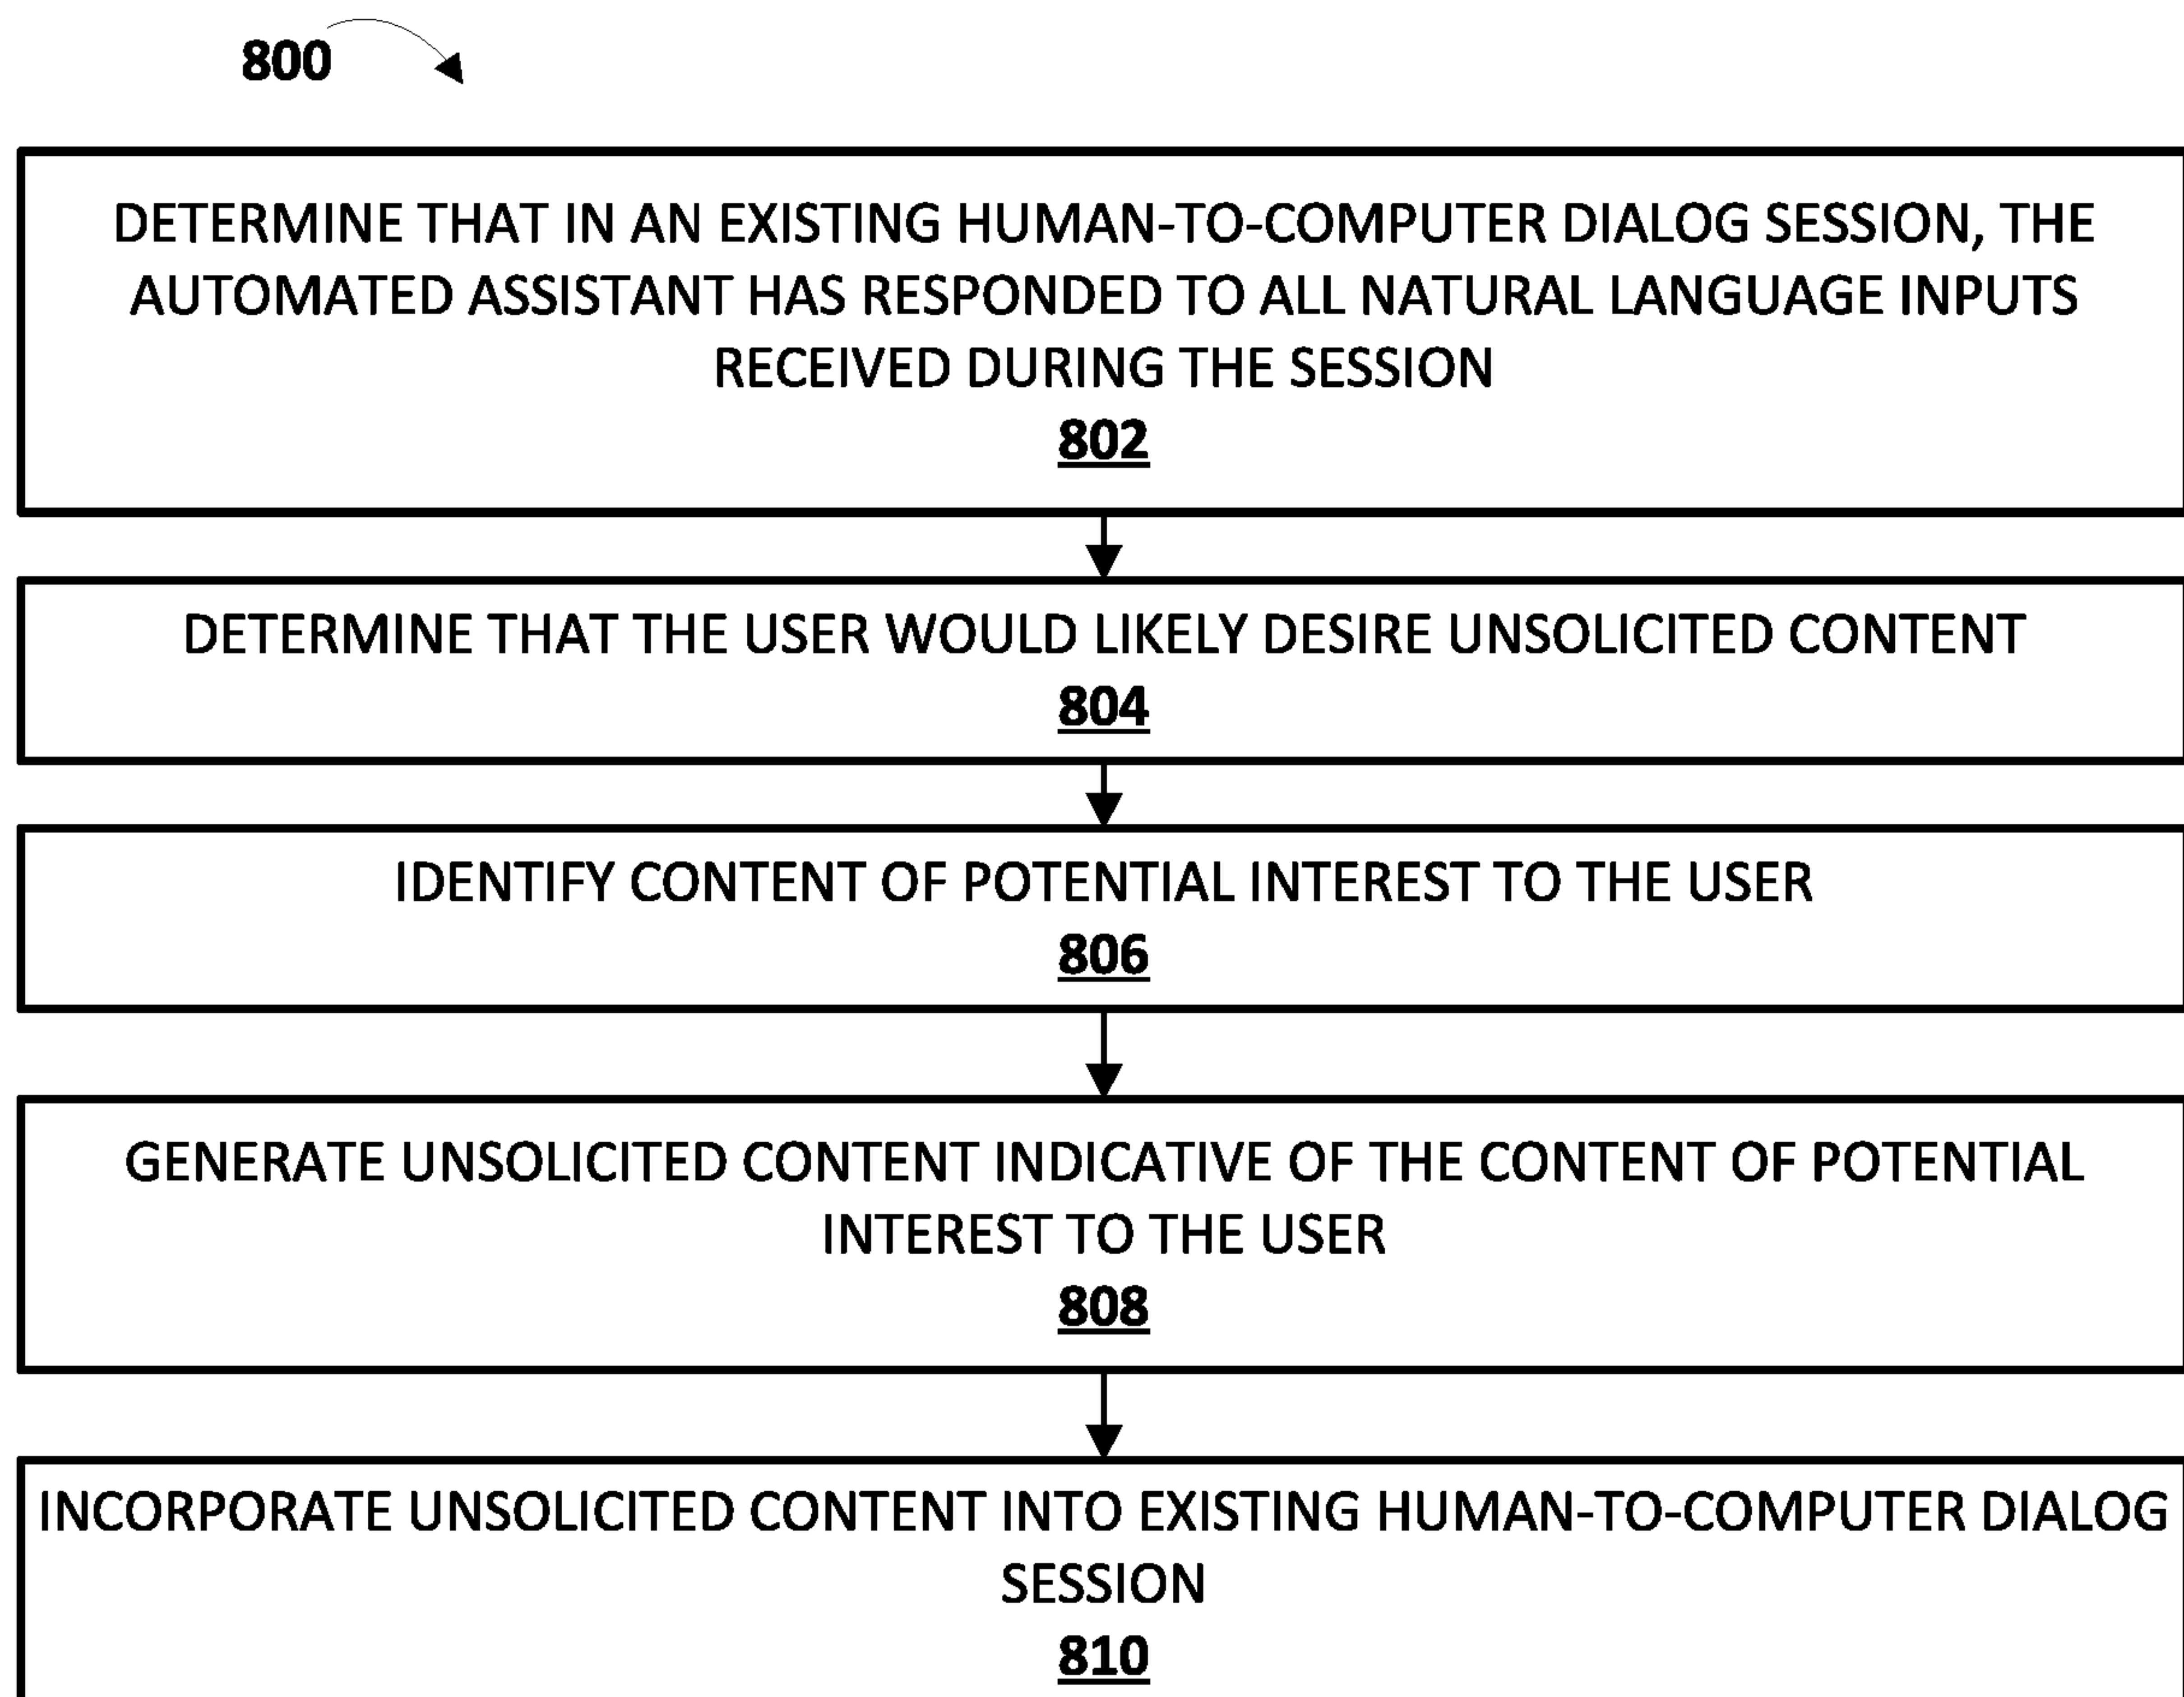 800
DETERMINE THAT IN AN EXISTING HUMAN-TO-COMPUTER DIALOG SESSION, THE
AUTOMATED ASSISTANT HAS RESPONDED TO ALL NATURAL LANGUAGE INPUTS
RECEIVED DURING THE SESSION
802
DETERMINE THAT THE USER WOULD LIKELY DESIRE UNSOLICITED CONTENT
804
IDENTIFY CONTENT OF POTENTIAL INTEREST TO THE USER
806
GENERATE UNSOLICITED CONTENT INDICATIVE OF THE CONTENT OF POTENTIAL
INTEREST TO THE USER
808
INCORPORATE UNSOLICITED CONTENT INTO EXISTING HUMAN-TO-COMPUTER DIALOG
SESSION
810